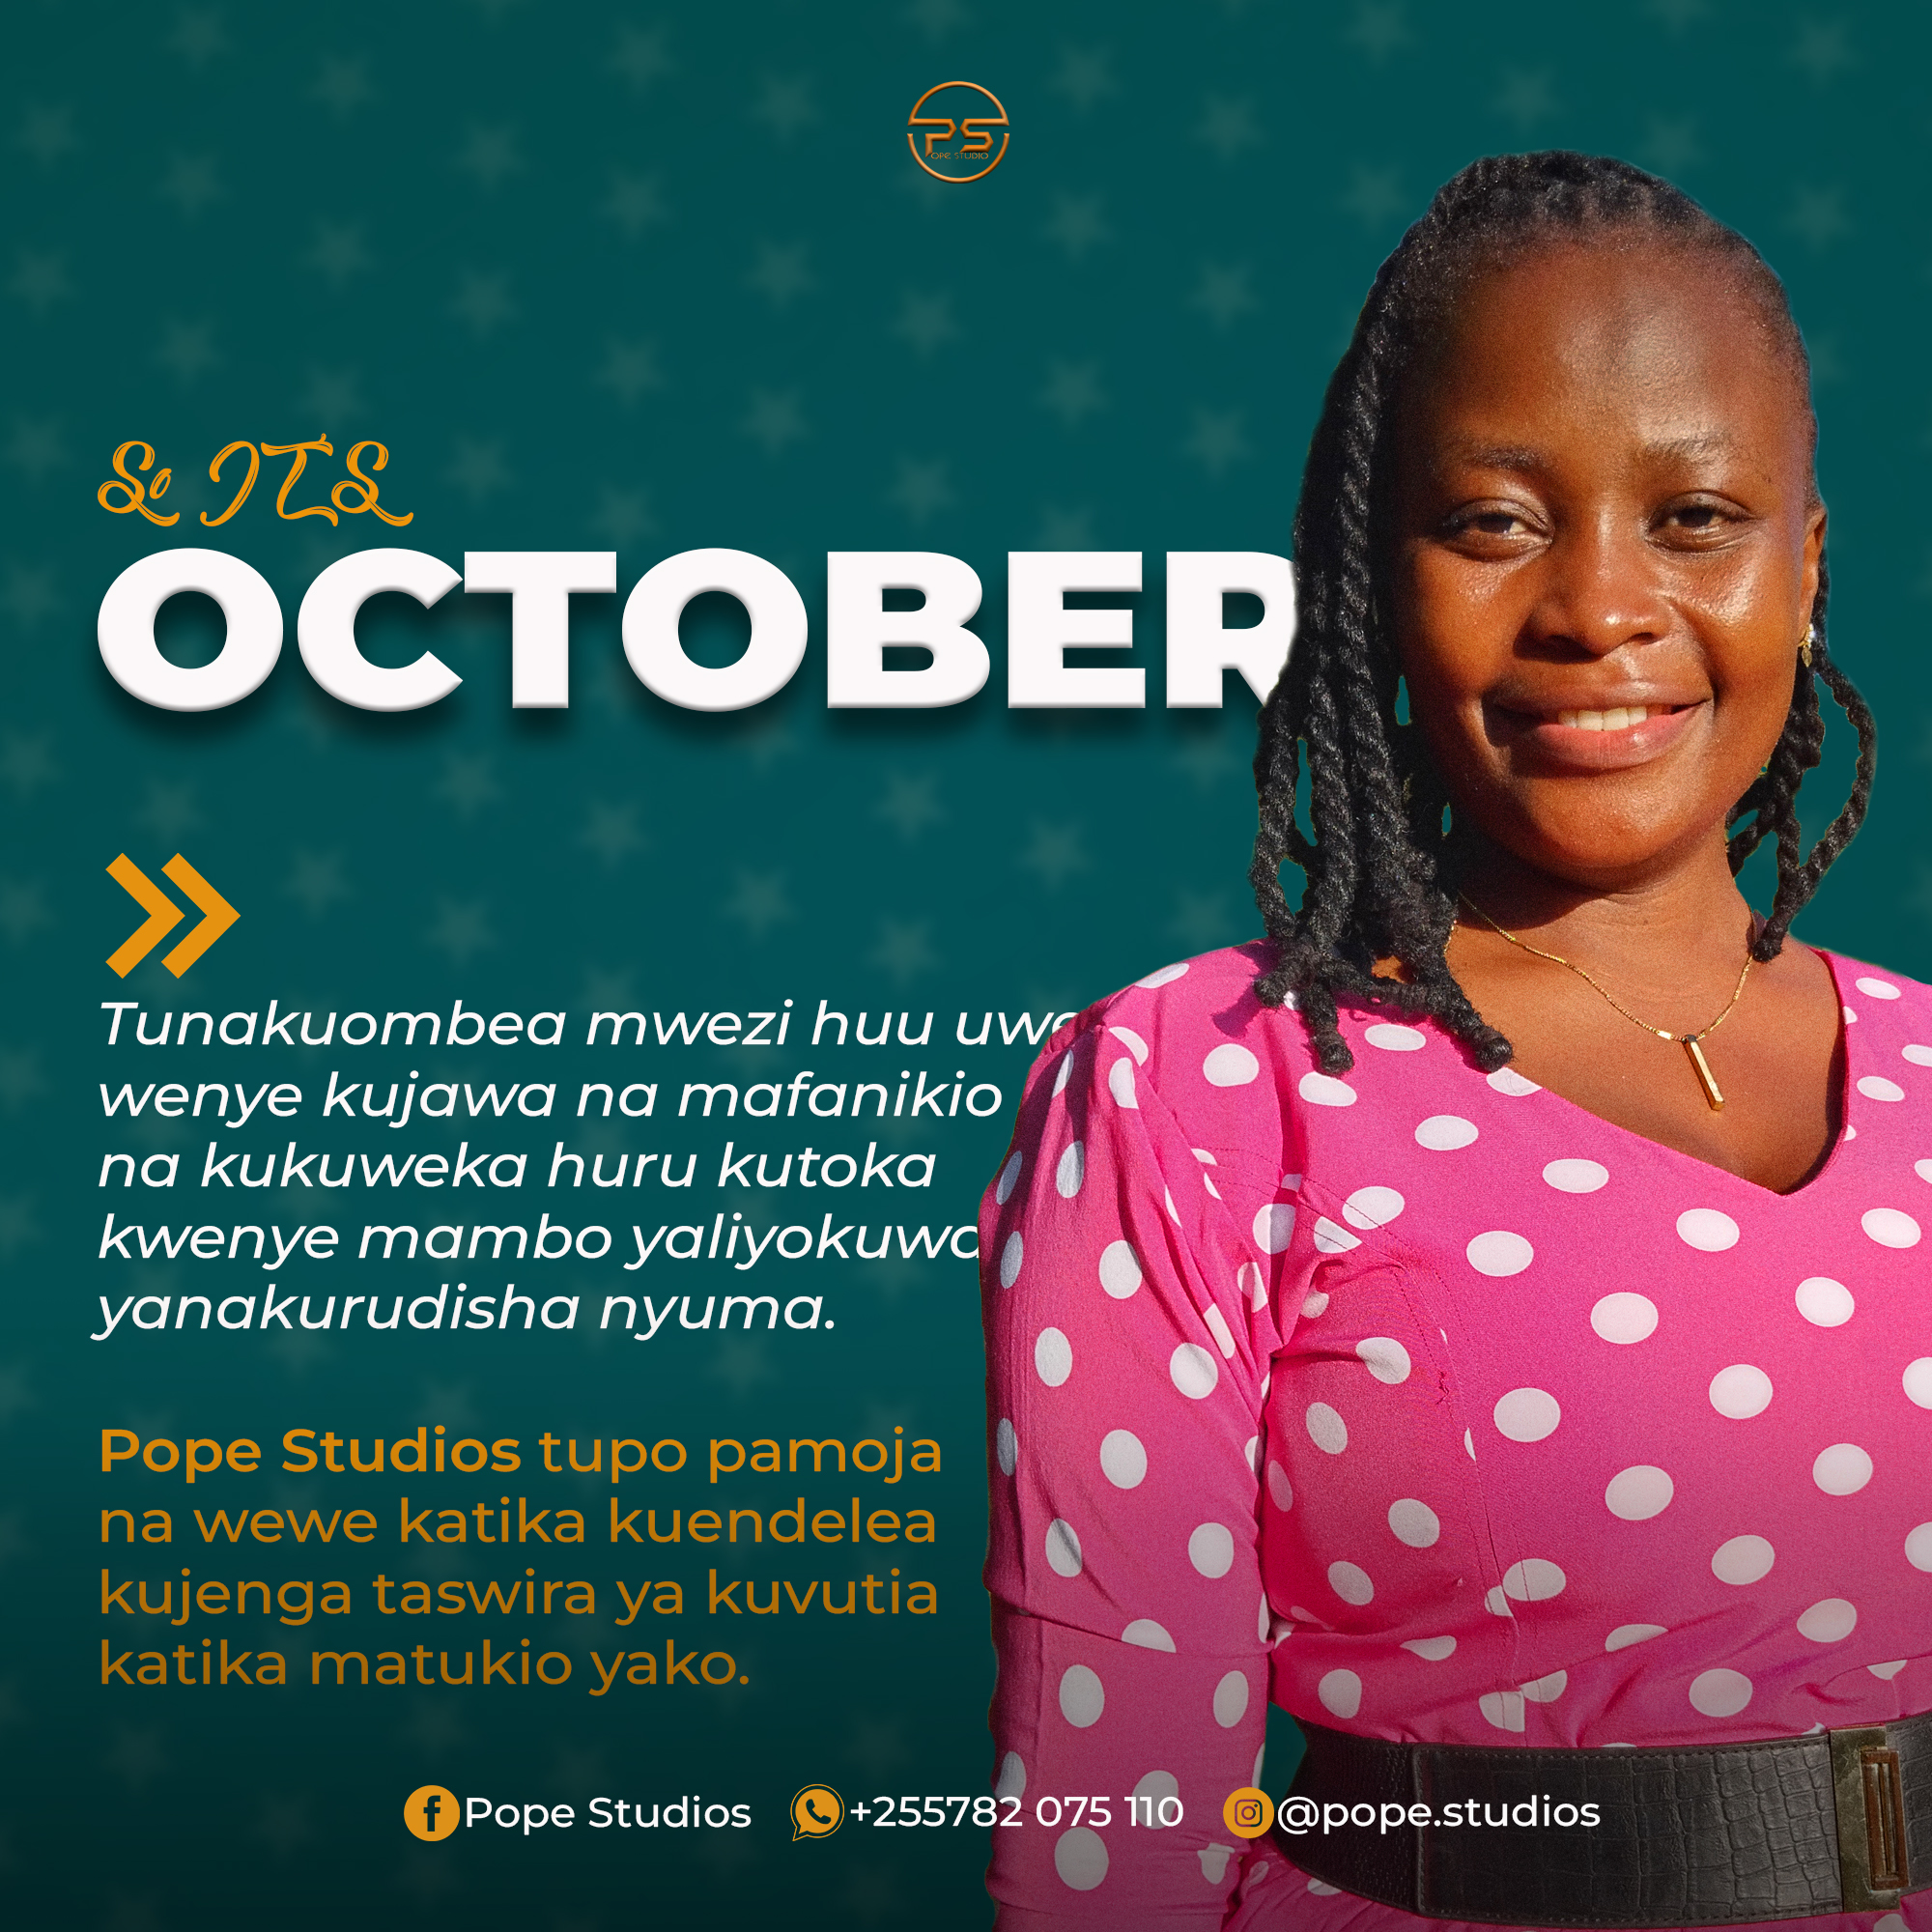 PS
OPE STUDIO
So ITS
OCTOBER
Tunakuombea mwezi huu uwe
wenye kujawa na mafanikio
na kukuweka huru kutoka
kwenye mambo yaliyokuwa
yanakurudisha nyuma.
Pope Studios tupo pamoja
na wewe katika kuendelea
kujenga taswira ya kuvutia
katika matukio yako.
Pope Studios +255782 075 110 @pope.studios